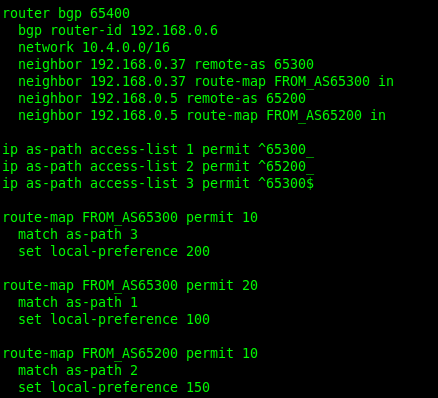 router bgp 65400
bgp router-id 192.168.0.6
network 10.4.0.0/16
neighbor 192.168.0.37 remote-as 65300
neighbor 192.168.0.37 route-map FROM_AS65300 in
neighbor 192.168.0.5 remote-as 65200
neighbor 192.168.0.5 route-map FROM_AS65200 in
ip as-path access-list 1 permit ^65300_
ip as-path access-list 2 permit ^65200_
ip as-path access-list 3 permit ^65300$
route-map FROM_AS65300 permit 10
match as-path 3
set local-preference 200
route-map FROM_AS65300 permit 20
match as-path 1
set local-preference 100
route-map FROM_AS65200 permit 10
match as-path 2
set local-preference 150